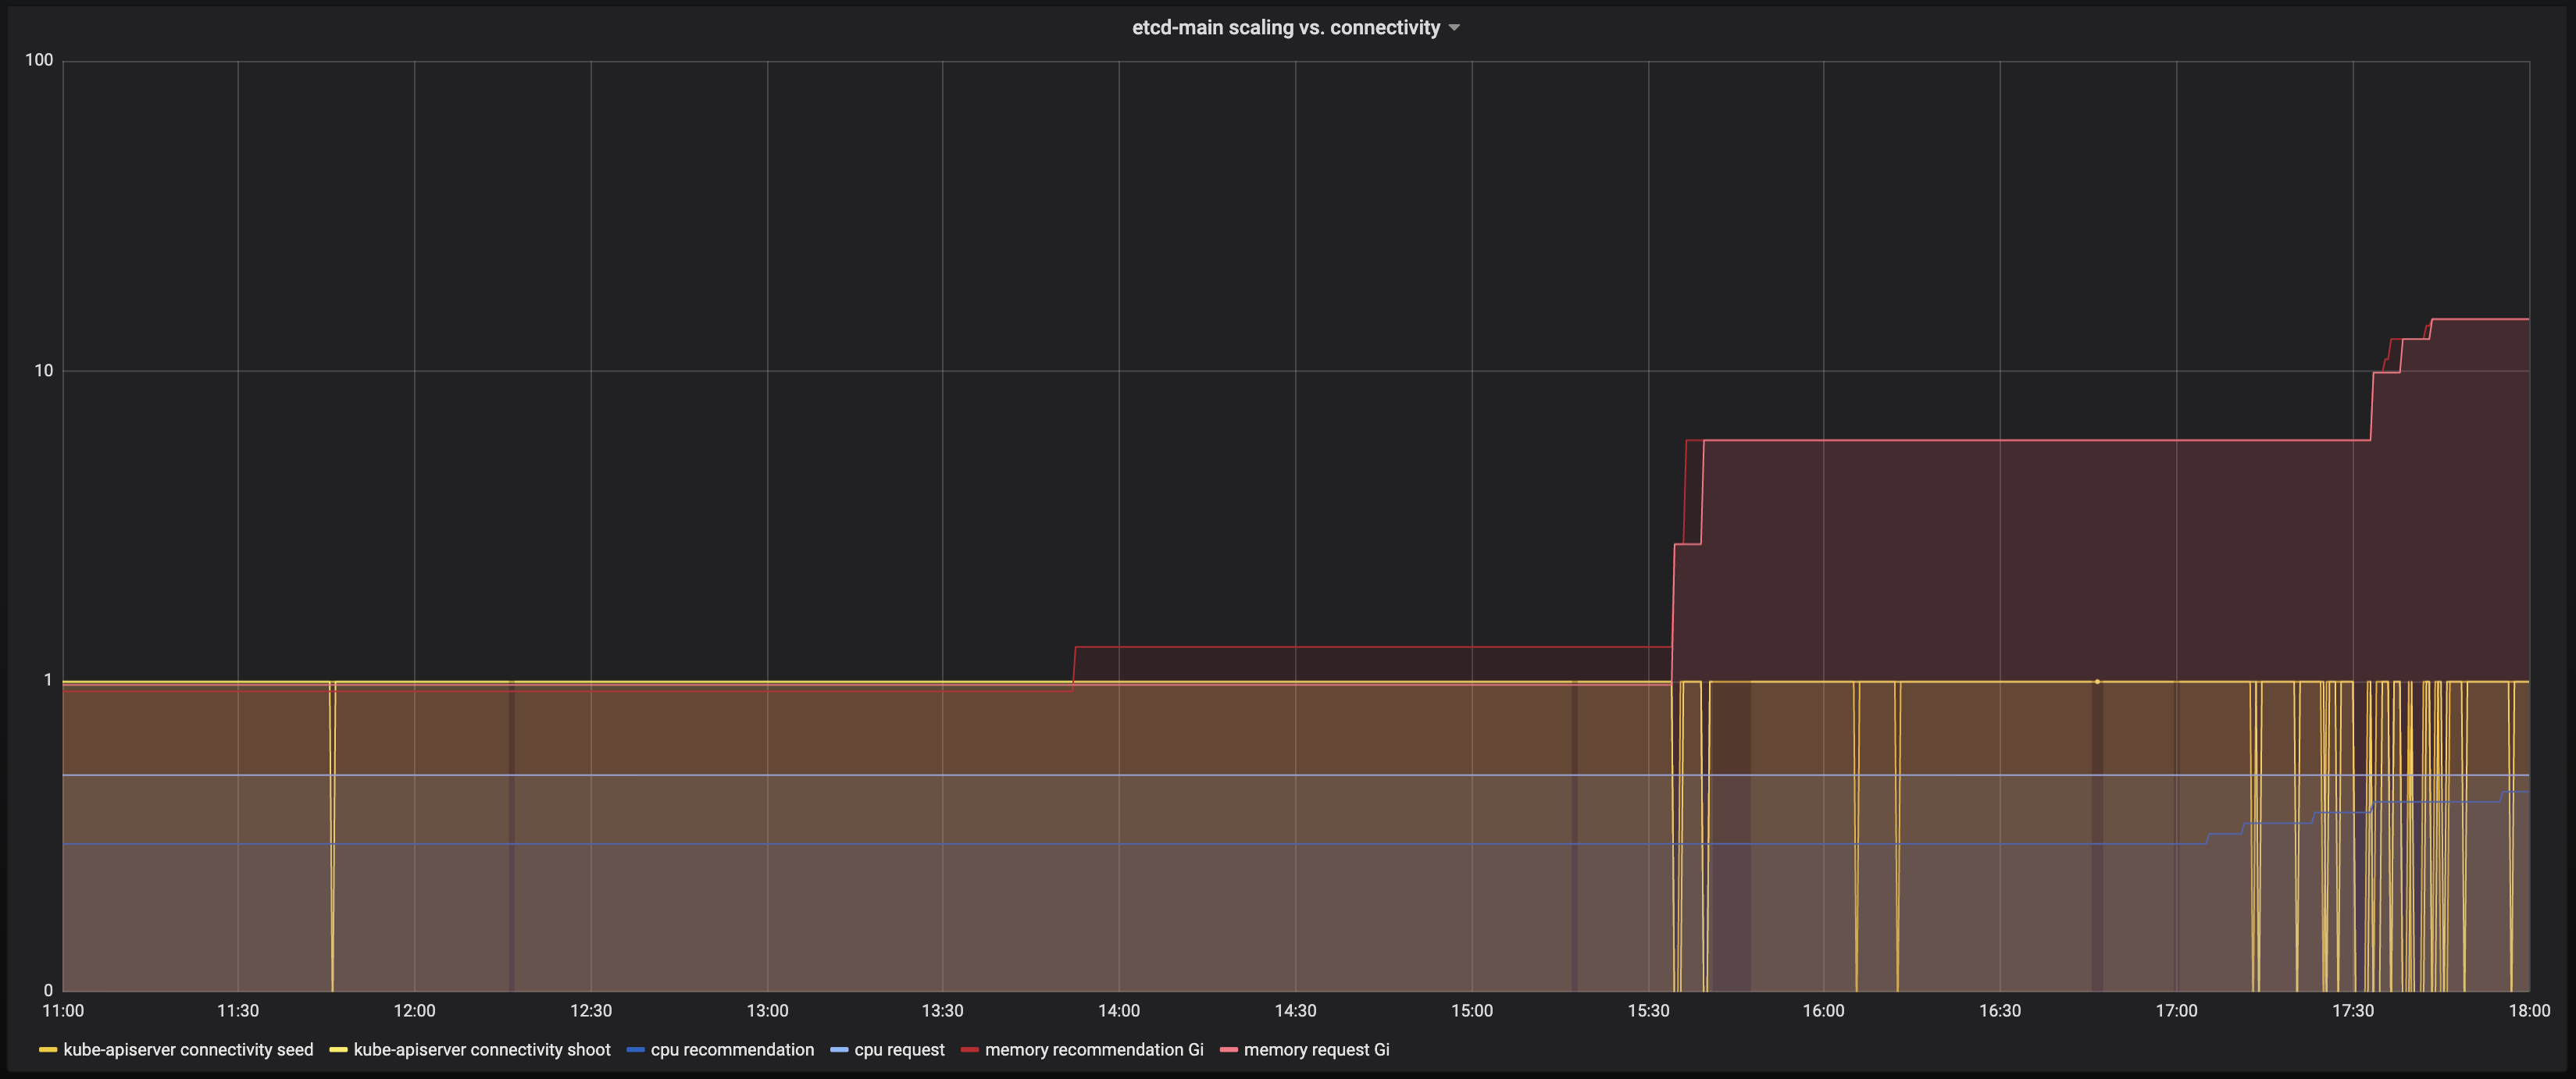 etcd-main scaling vs. connectivity
100
10
1
0
11:00 11:30 12:00 12:30 13:00 13:30 14:00 14:30 15:00 15:30 16:00 16:30 17:00 17:30 18:00
kube-apiserver connectivity seed kube-apiserver connectivity shoot cpu recommendation cpu request memory recommendation Gi memory request Gi